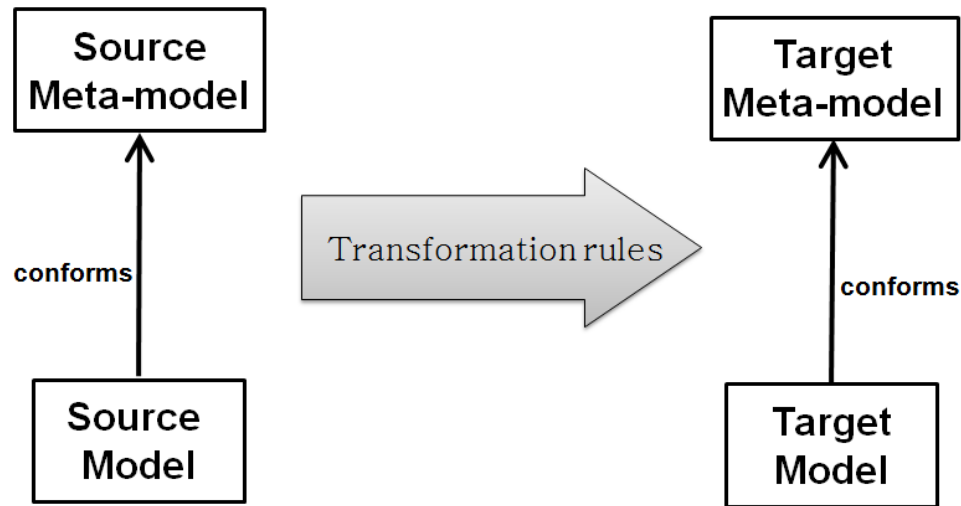 Source
Meta-model
Target
Meta-model
Transformation rules
conforms
conforms
Source
Model
Target
Model